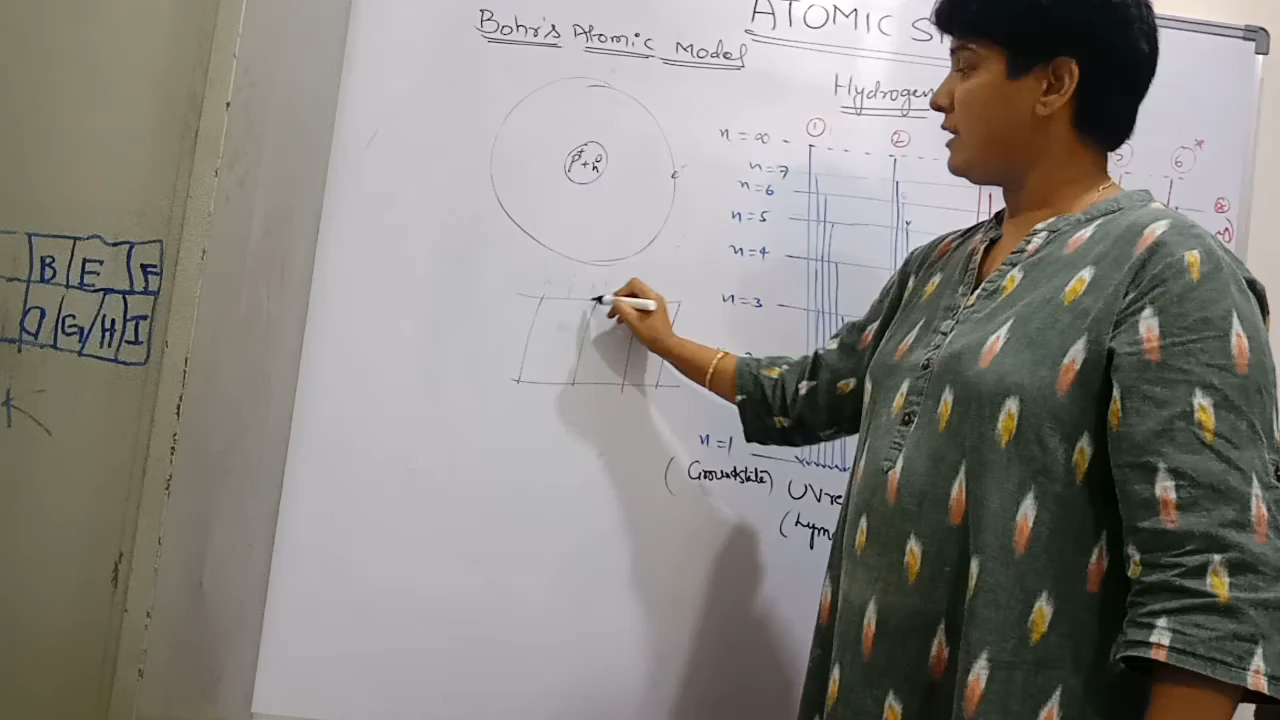 Bohr's Atomic Model
ATOMIC
Hydrogen
p⁺ + n⁰
n = ∞
n = 7
n = 6
n = 5
n = 4
n = 3
n = 1
(Groundstate)
UV re
(Lym
1
2
6
B E F
G H I